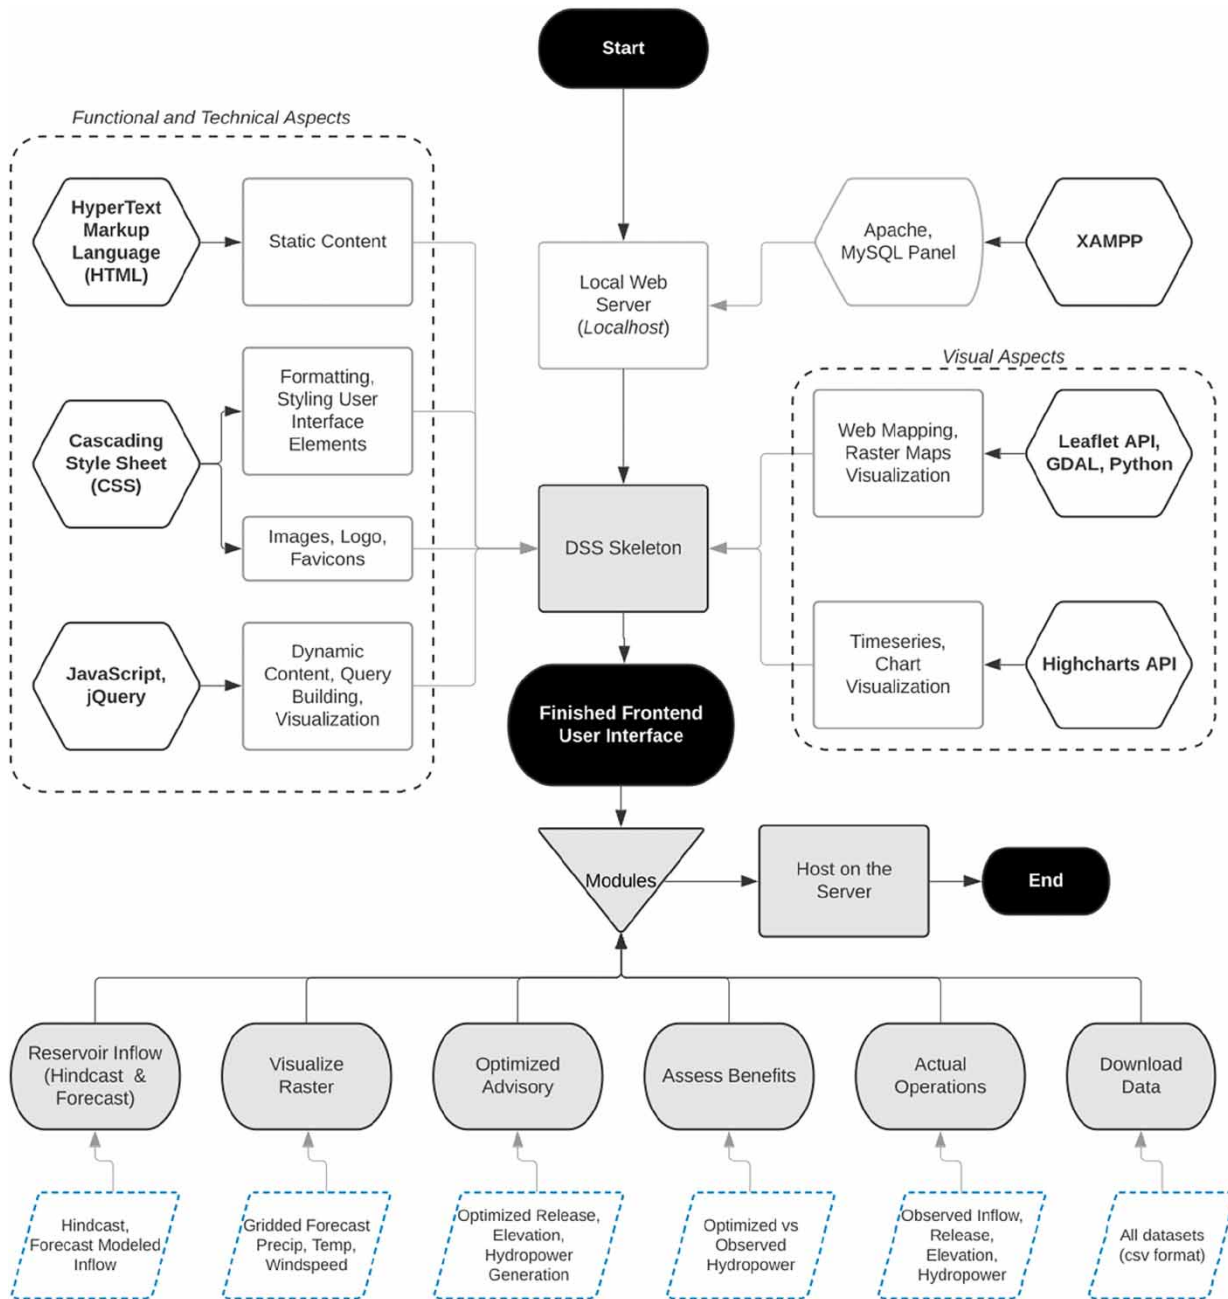 Start
Functional and Technical Aspects
HyperText
Markup
Language
(HTML)
Static Content
Cascading
Style Sheet
(CSS)
Formatting,
Styling User
Interface
Elements
Images, Logo,
Favicons
JavaScript,
jQuery
Dynamic
Content, Query
Building,
Visualization
Local Web
Server
(Localhost)
Apache,
MySQL Panel
XAMPP
Visual Aspects
Web Mapping,
Raster Maps
Visualization
Leaflet API,
GDAL, Python
Timeseries,
Chart
Visualization
Highcharts API
DSS Skeleton
Finished Frontend
User Interface
Modules
Host on the
Server
End
Reservoir Inflow
(Hindcast &
Forecast)
Visualize
Raster
Optimized
Advisory
Assess Benefits
Actual
Operations
Download
Data
Hindcast,
Forecast Modeled
Inflow
Gridded Forecast
Precip, Temp,
Windspeed
Optimized Release,
Elevation,
Hydropower
Generation
Optimized vs
Observed
Hydropower
Observed Inflow,
Release,
Elevation,
Hydropower
All datasets
(csv format)